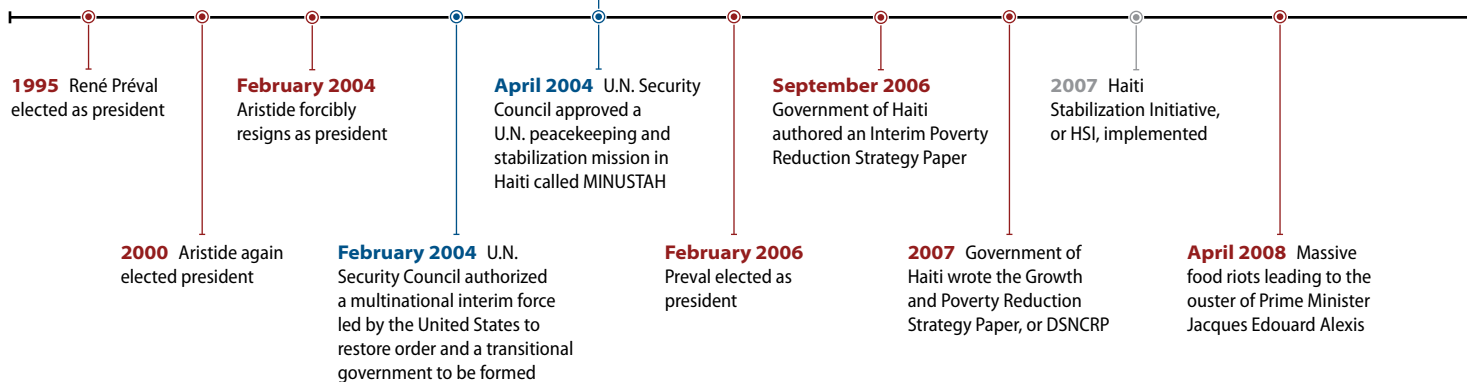 1995 René Préval
elected as president
2000 Aristide again
elected president
February 2004
Aristide forcibly
resigns as president
February 2004 U.N.
Security Council authorized
a multinational interim force
led by the United States to
restore order and a transitional
government to be formed
April 2004 U.N. Security
Council approved a
U.N. peacekeeping and
stabilization mission in
Haiti called MINUSTAH
February 2006
Preval elected as
president
September 2006
Government of Haiti
authored an Interim Poverty
Reduction Strategy Paper
2007 Government of
Haiti wrote the Growth
and Poverty Reduction
Strategy Paper, or DSNCRP
2007 Haiti
Stabilization Initiative,
or HSI, implemented
April 2008 Massive
food riots leading to the
ouster of Prime Minister
Jacques Edouard Alexis